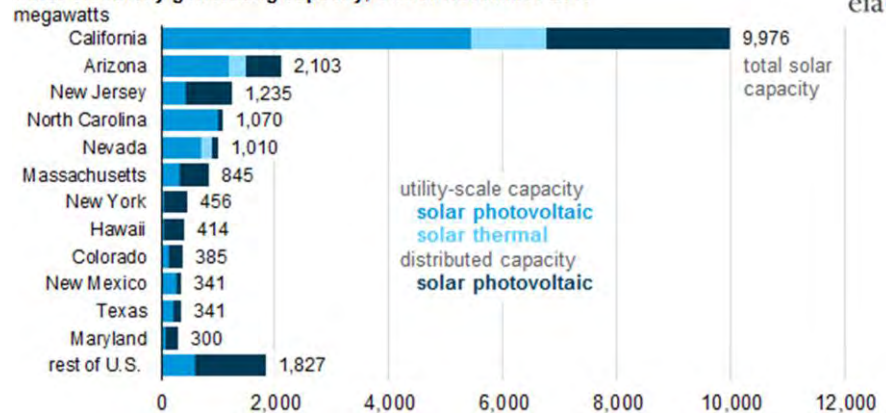 megawatts
eia
California 9,976
Arizona 2,103
total solar
capacity
New Jersey 1,235
North Carolina 1,070
Nevada 1,010
Massachusetts 845
New York 456
Hawaii 414
Colorado 385
New Mexico 341
Texas 341
Maryland 300
rest of U.S. 1,827
utility-scale capacity
solar photovoltaic
solar thermal
distributed capacity
solar photovoltaic
0 2,000 4,000 6,000 8,000 10,000 12,000